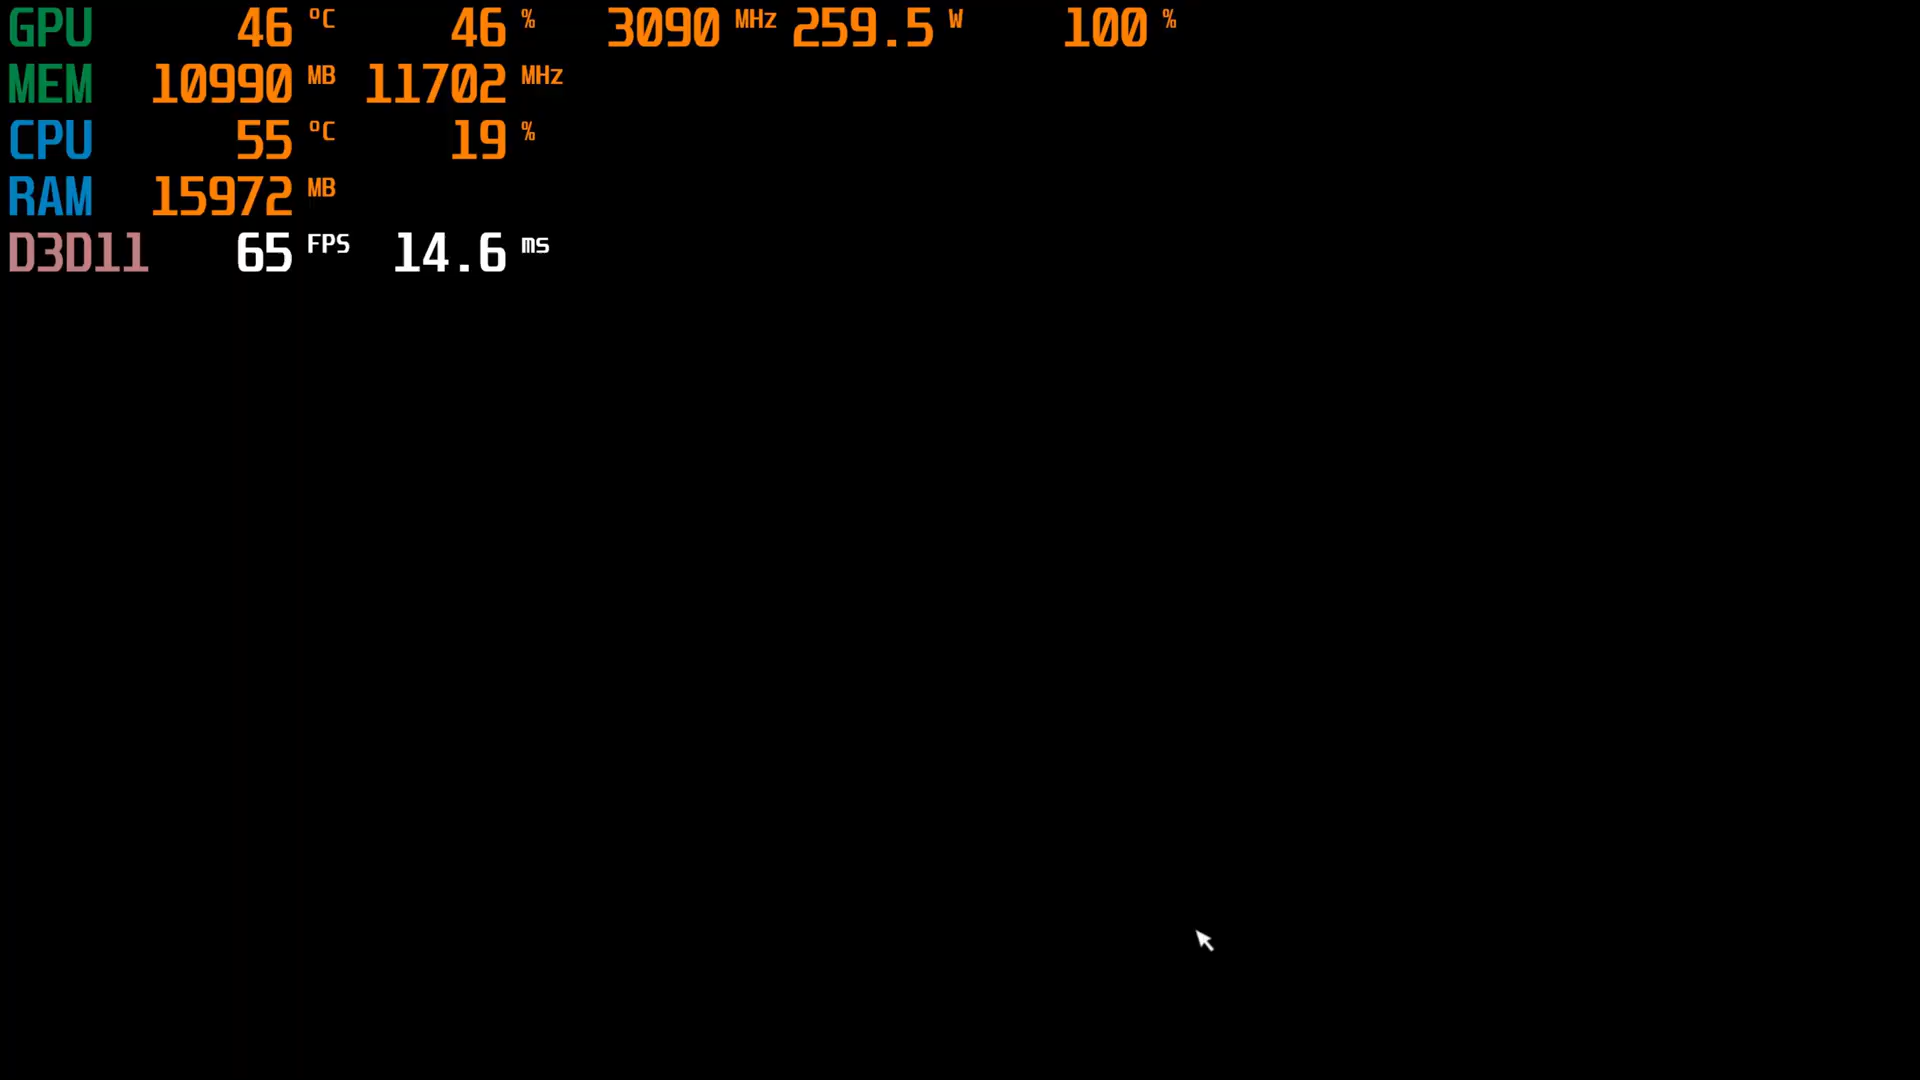 GPU 46 °C 46 % 3090 MHz 259.5 W 100 %
MEM 10990 MB 11702 MHz
CPU 55 °C 19 %
RAM 15972 MB
D3D11 65 FPS 14.6 ms